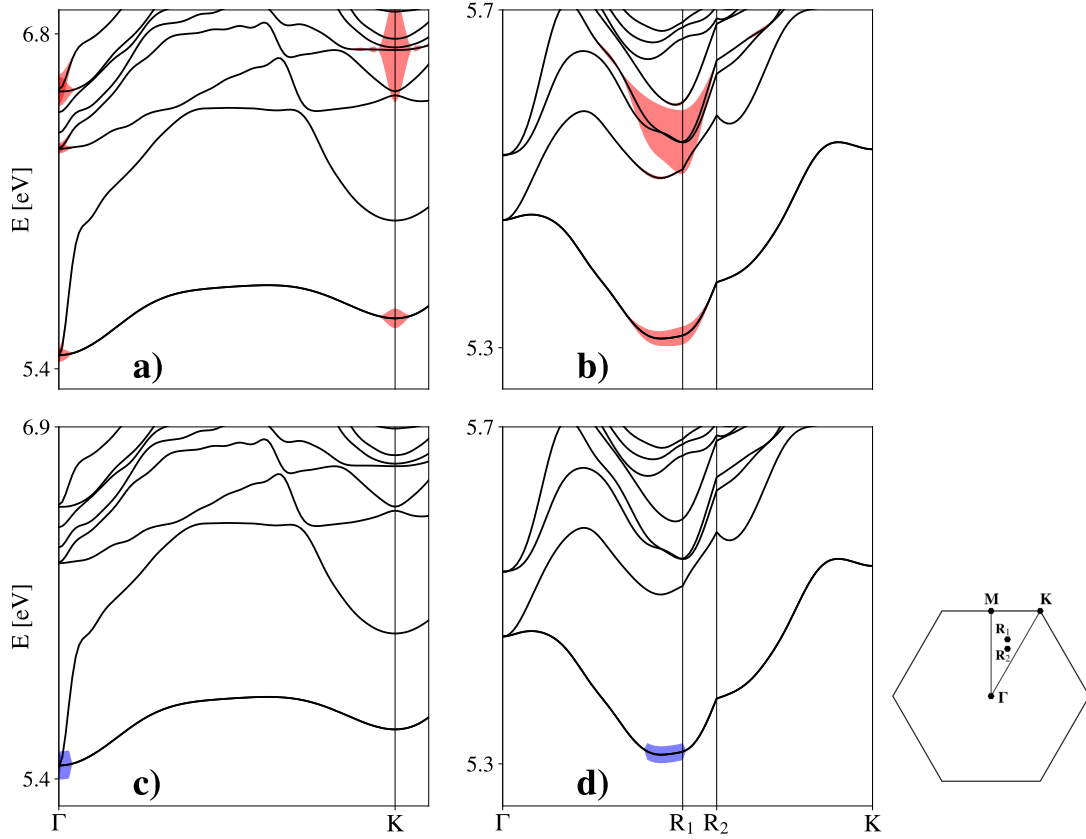 6.8
E [eV]
5.4
a)
5.7
5.3
b)
6.9
E [eV]
5.4
c)
Γ
K
5.7
5.3
d)
Γ
R₁
R₂
K
M
K
R₁
R₂
Γ